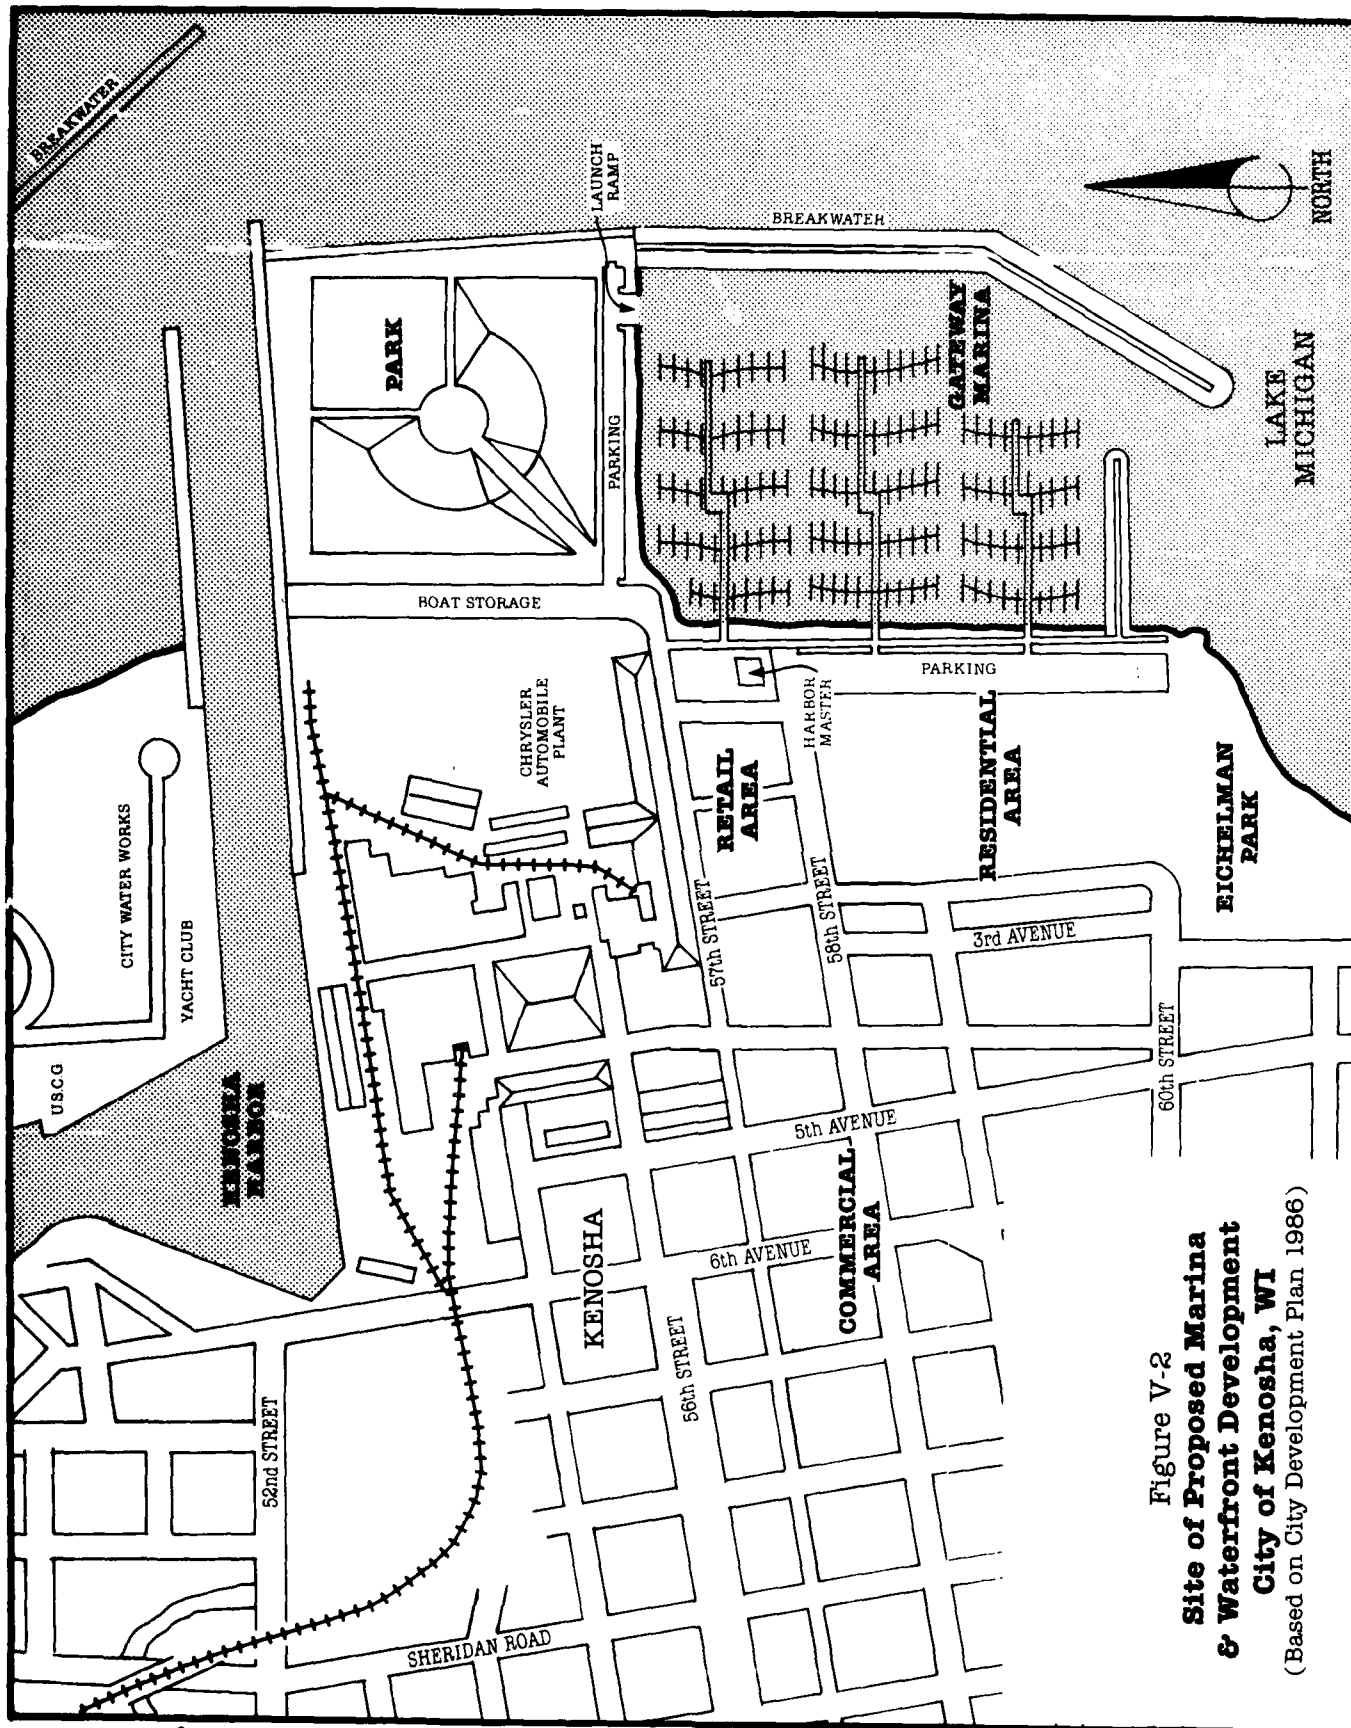 BREAKWATER
LAUNCH
RAMP
BREAKWATER
NORTH
PARK
GATEWAY
MARINA
LAKE
MICHIGAN
PARKING
BOAT STORAGE
PARKING
CITY WATER WORKS
YACHT CLUB
CHRYSLER
AUTOMOBILE
PLANT
HARBOR
MASTER
RETAIL
AREA
RESIDENTIAL
AREA
EICHELMAN
PARK
57th STREET
58th STREET
3rd AVENUE
U.S.C.G
KENOSHA
HARBOR
60th STREET
5th AVENUE
COMMERCIAL
AREA
6th AVENUE
KENOSHA
56th STREET
52nd STREET
SHERIDAN ROAD
Figure V-2
Site of Proposed Marina
& Waterfront Development
City of Kenosha, WI
(Based on City Development Plan 1986)